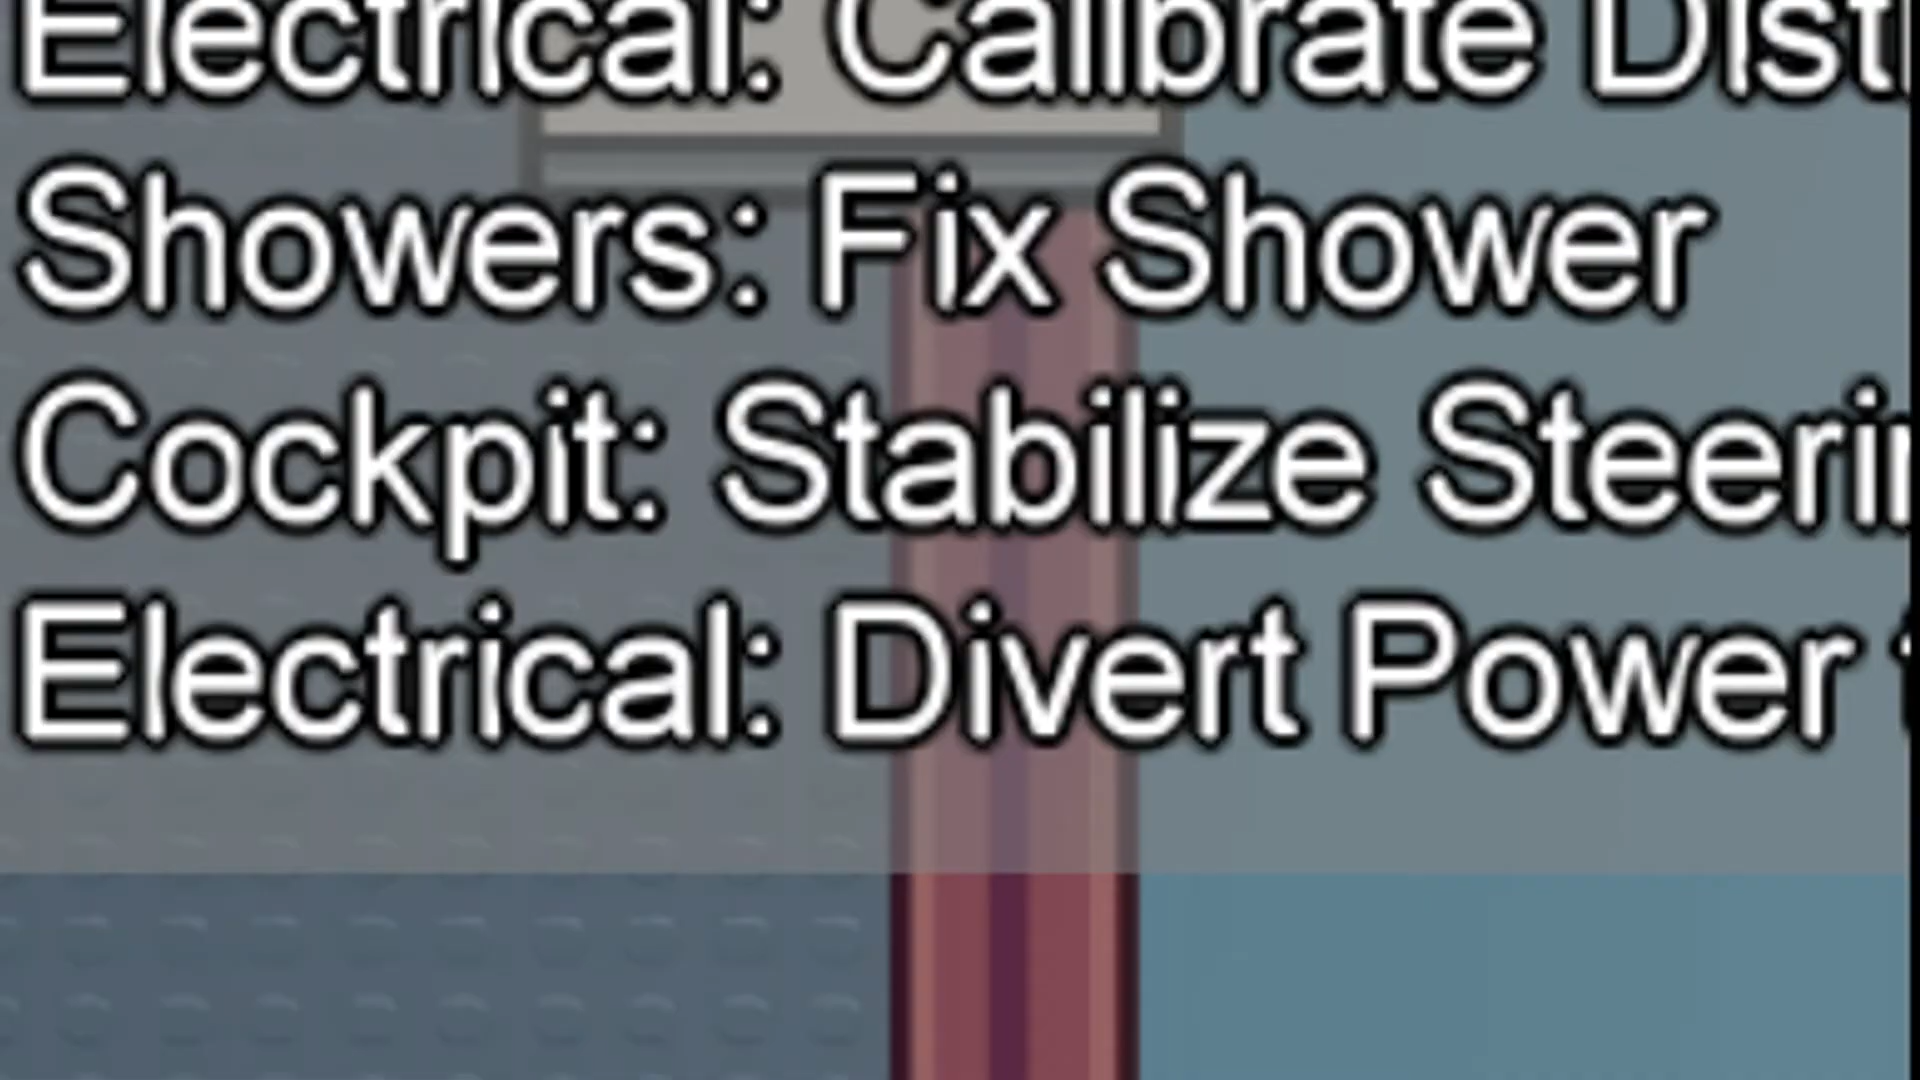 Electrical: Calibrate
Showers: Fix Shower
Cockpit: Stabilize
Electrical: Divert Power